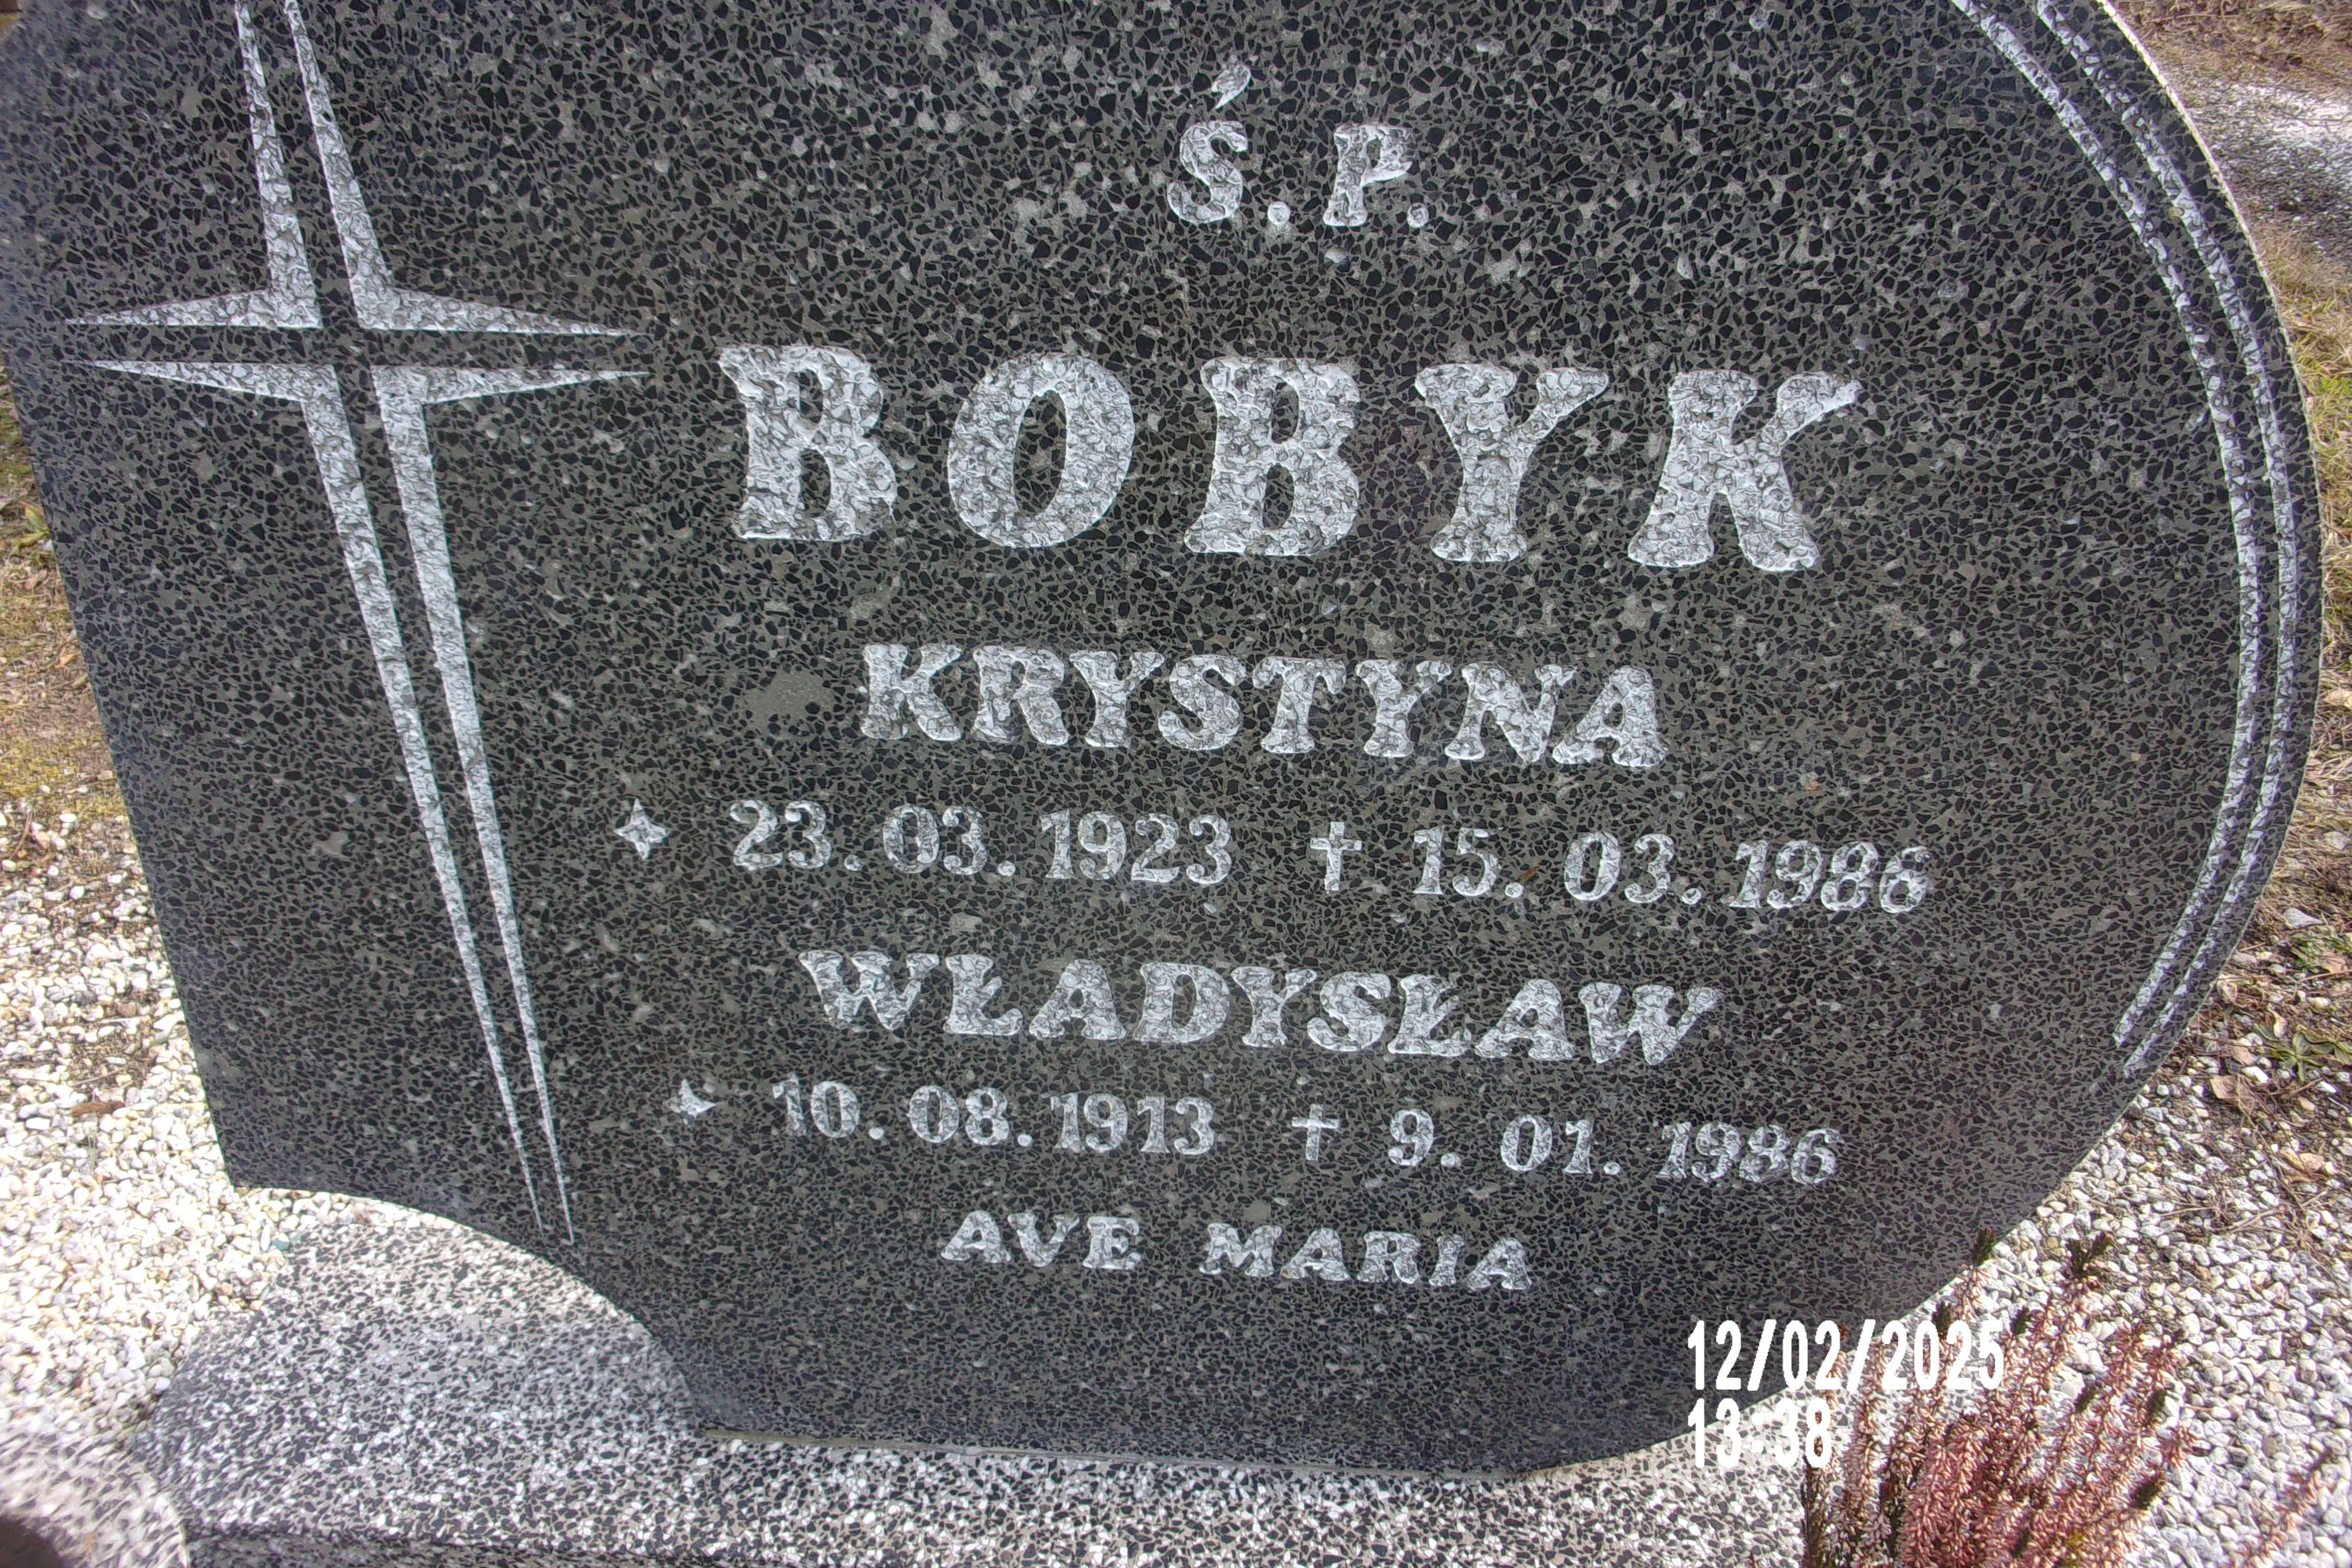 Ś.P.
BOBYK
KRYSTYNA
✦ 23.03.1923 † 15.03.1986
WŁADYSŁAW
✦ 10.08.1913 † 9.01.1986
AVE MARIA
12/02/2025
13:38